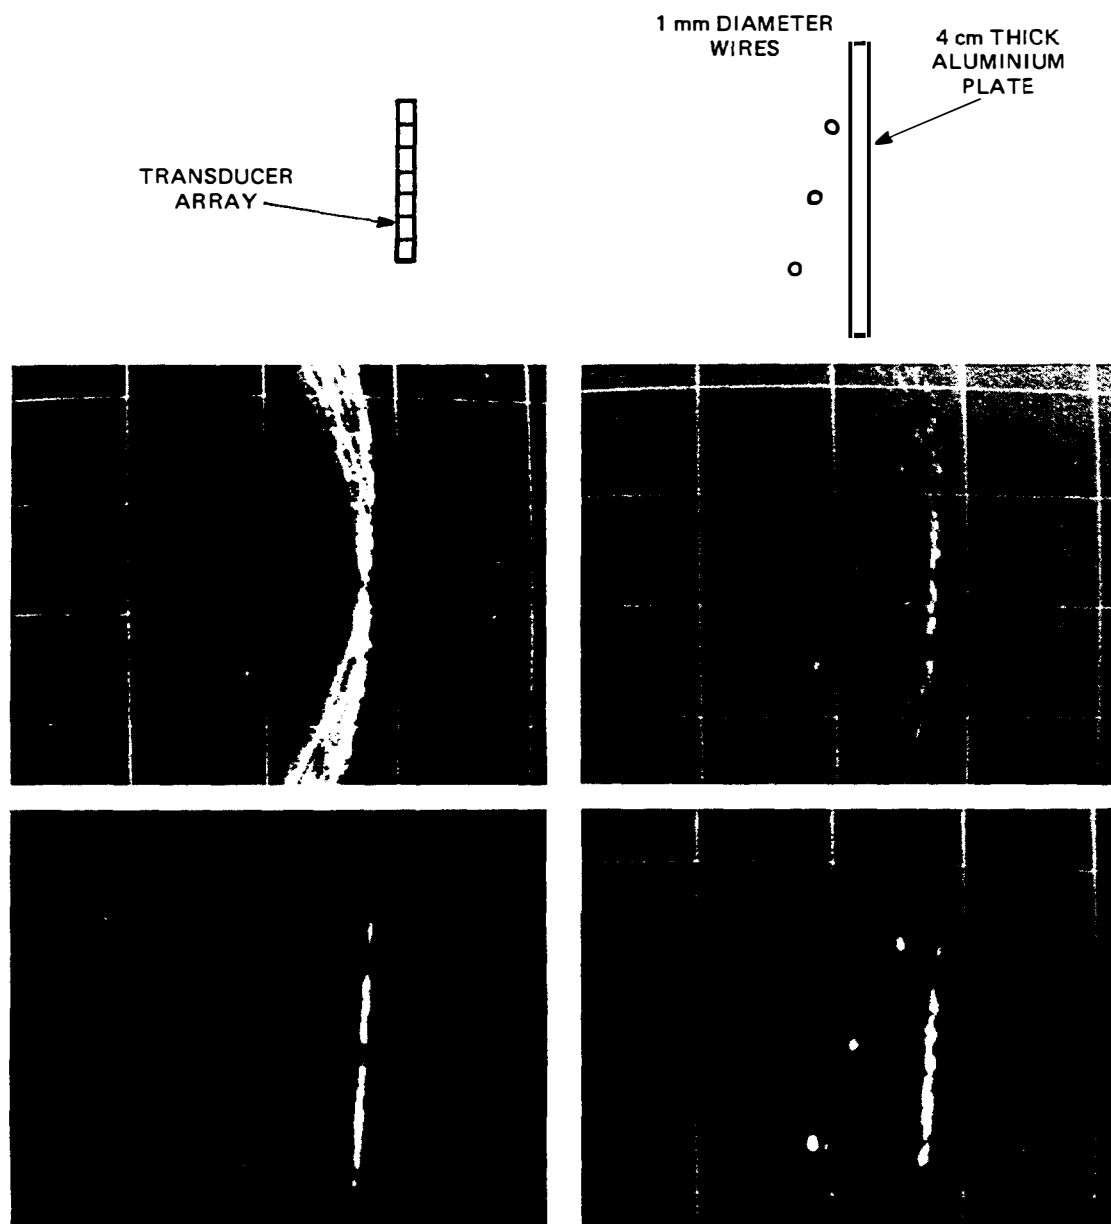 1 mm DIAMETER
WIRES
4 cm THICK
ALUMINIUM
PLATE
TRANSDUCER
ARRAY